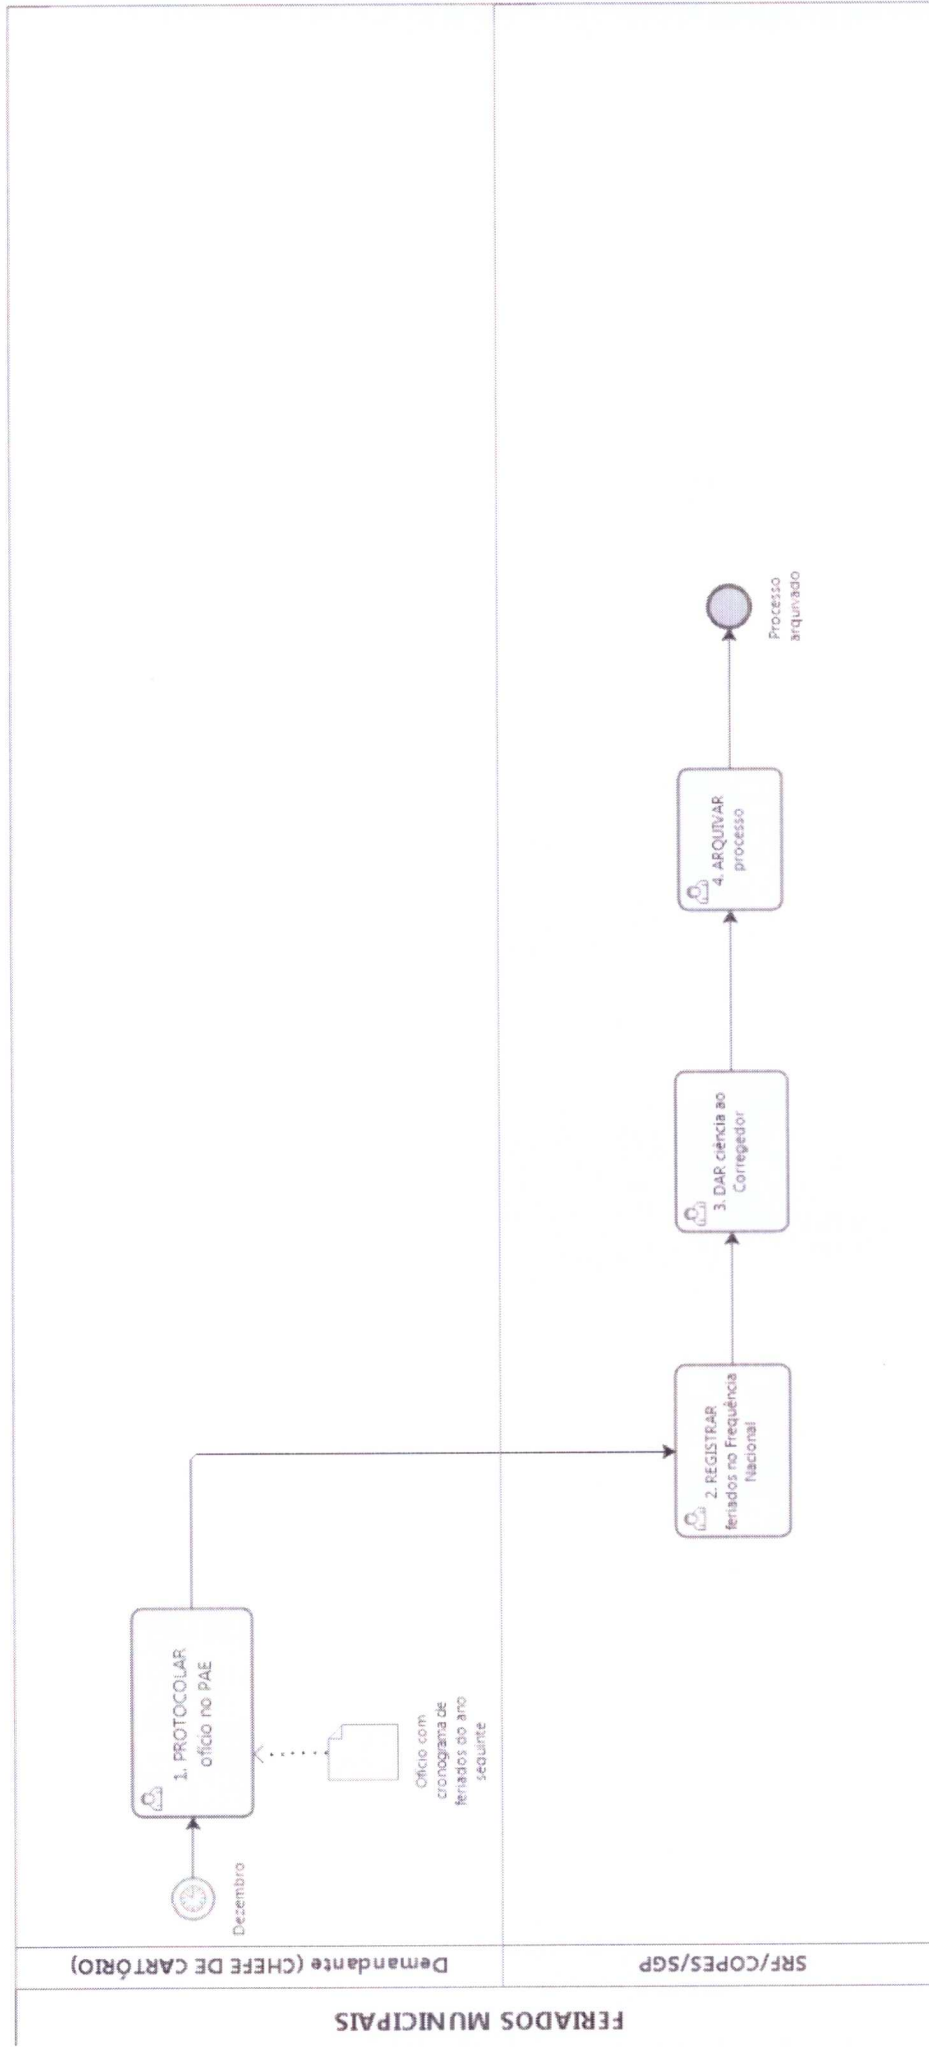 FERIADOS MUNICIPAIS
Demandante (CHEFE DE CARTÓRIO)
Dezembro
1. PROTOCOLAR
ofício no PAE
Ofício com
cronograma de
feriados do ano
seguinte
SRF/COPES/SGP
2. REGISTRAR
feriados no Frequência
Nacional
3. DAR ciência ao
Corregedor
4. ARQUIVAR
processo
Processo
arquivado